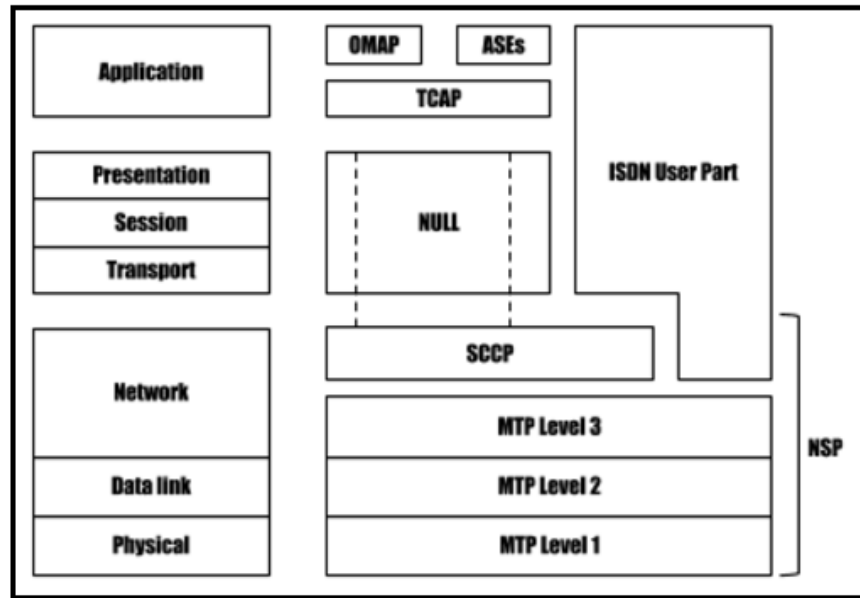 Application
OMAP
ASEs
TCAP
ISDN User Part
Presentation
Session
Transport
NULL
SCCP
Network
MTP Level 3
NSP
Data link
MTP Level 2
Physical
MTP Level 1